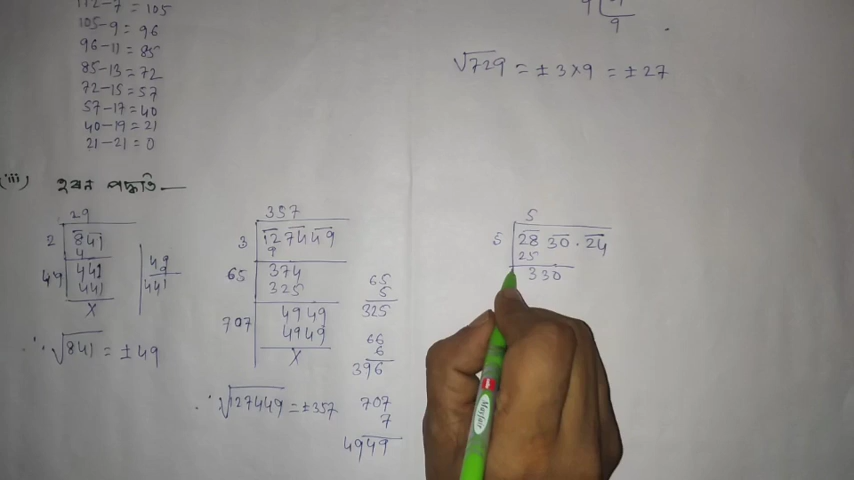 112-7 = 105
105-9 = 96
96-11 = 85
85-13 = 72
72-15 = 57
57-17 = 40
40-19 = 21
21-21 = 0
9
√729 = ± 3×9 = ± 27
(iii) হৰণ পদ্ধতি —
29
2 841
4
49 441
441
X
49
9
441
∴ √841 = ± 49
357
3 127449
9
65 374
325
707 4949
4949
X
65
5
325
66
6
396
707
7
4949
∴ √127449 = ±357
5
5 28 30 . 24
25
330
Mayfair